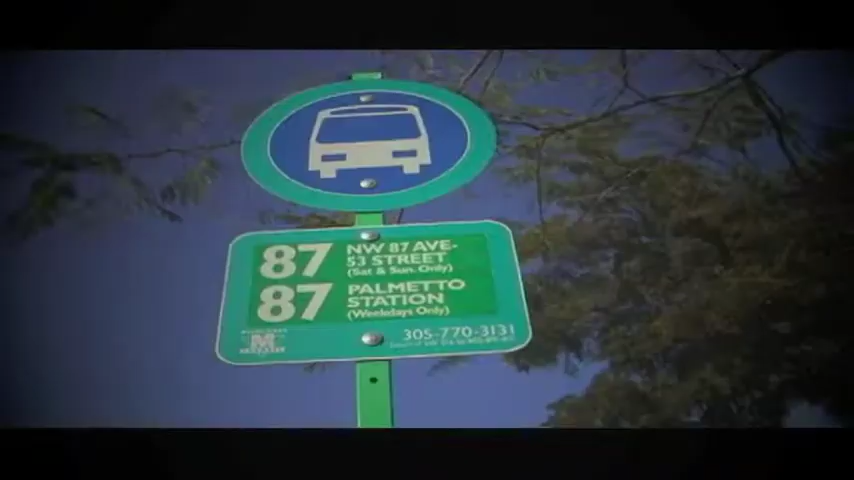 87 NW 87 AVE-
53 STREET
(Sat & Sun. Only)
87 PALMETTO
STATION
(Weekdays Only)
305-770-3131
M